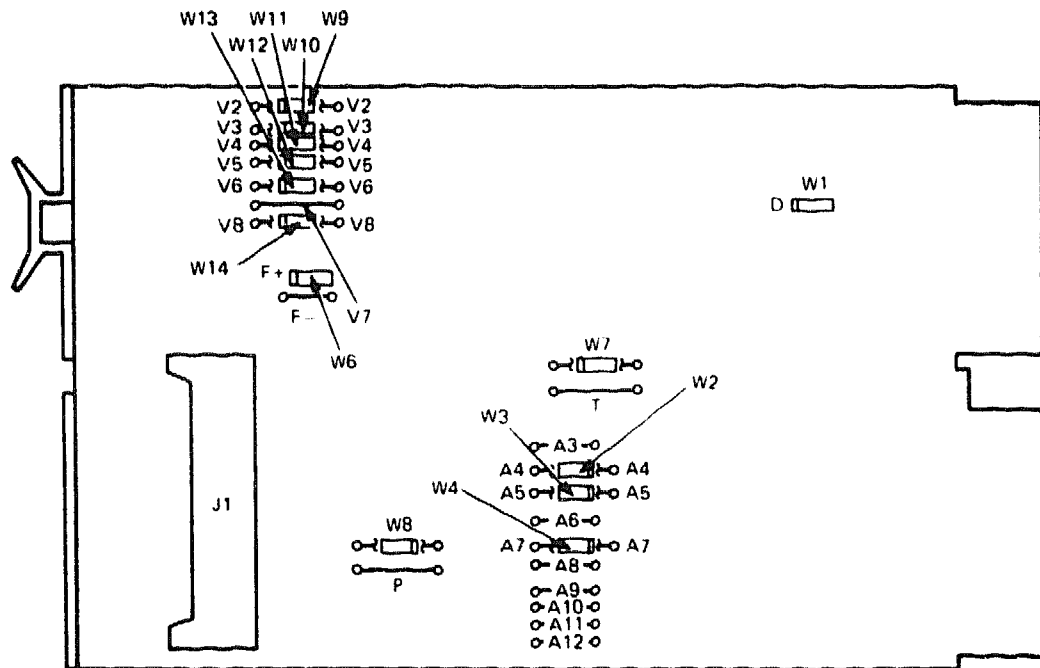 W13 W11 W9
W12 W10
V2 V2
V3 V3
V4 V4
V5 V5
V6 V6
W1
D
V8 V8
W14
F+
F- V7
W6
W7
W2
T
W3
A3
A4 A4
W4
A5 A5
J1
A6
W8
A7 A7
A8
P
A9
A10
A11
A12